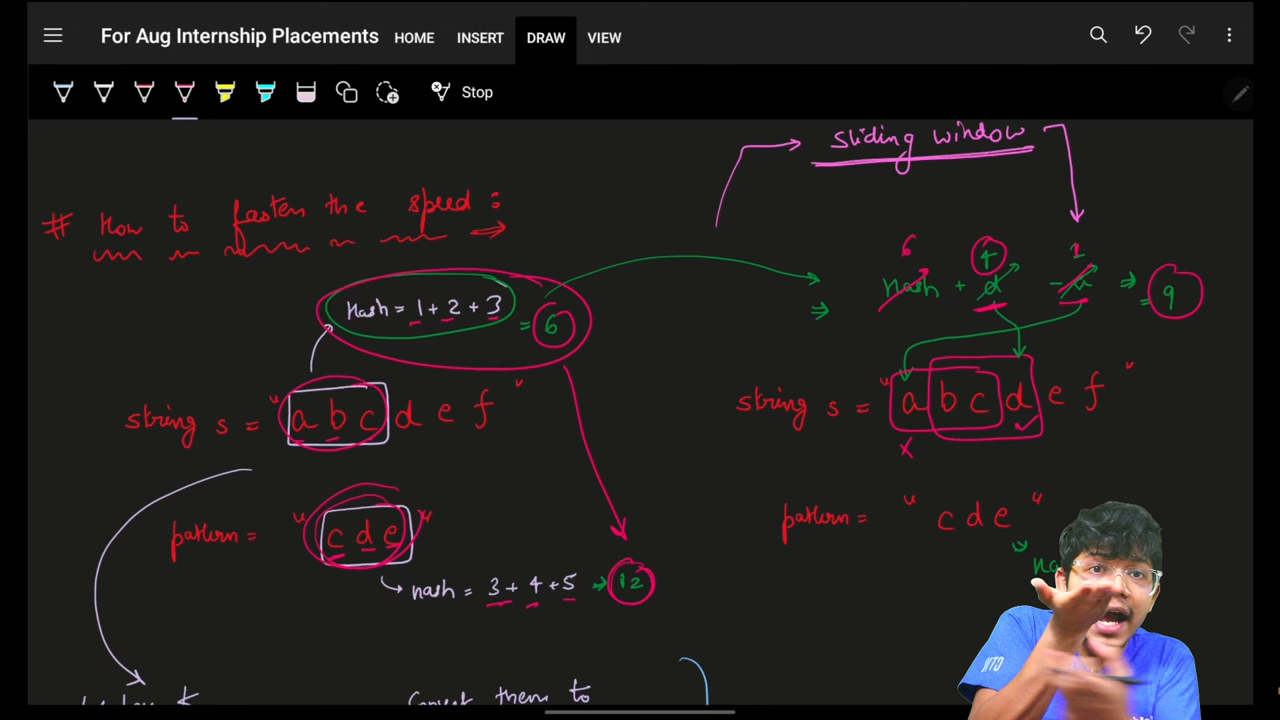 For Aug Internship Placements HOME INSERT DRAW VIEW
Stop
sliding window
# How to fasten the speed :
6 4 1
hash + d - a => = 9
Hash = 1 + 2 + 3 = 6
string s = "a b c d e f"
string s = "a b c d e f"
x
pattern = "c d e"
pattern = "c d e"
hash = 3 + 4 + 5 → 12
Convert them to